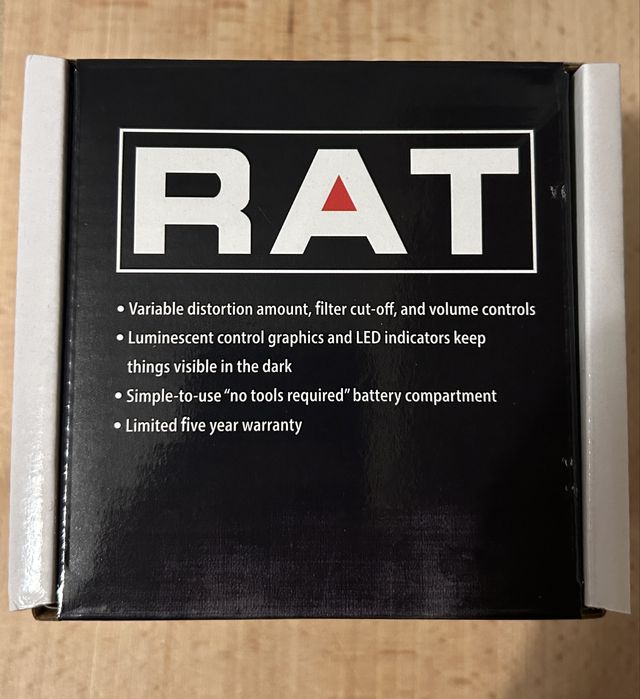 RAT
• Variable distortion amount, filter cut-off, and volume controls
• Luminescent control graphics and LED indicators keep
things visible in the dark
• Simple-to-use “no tools required” battery compartment
• Limited five year warranty